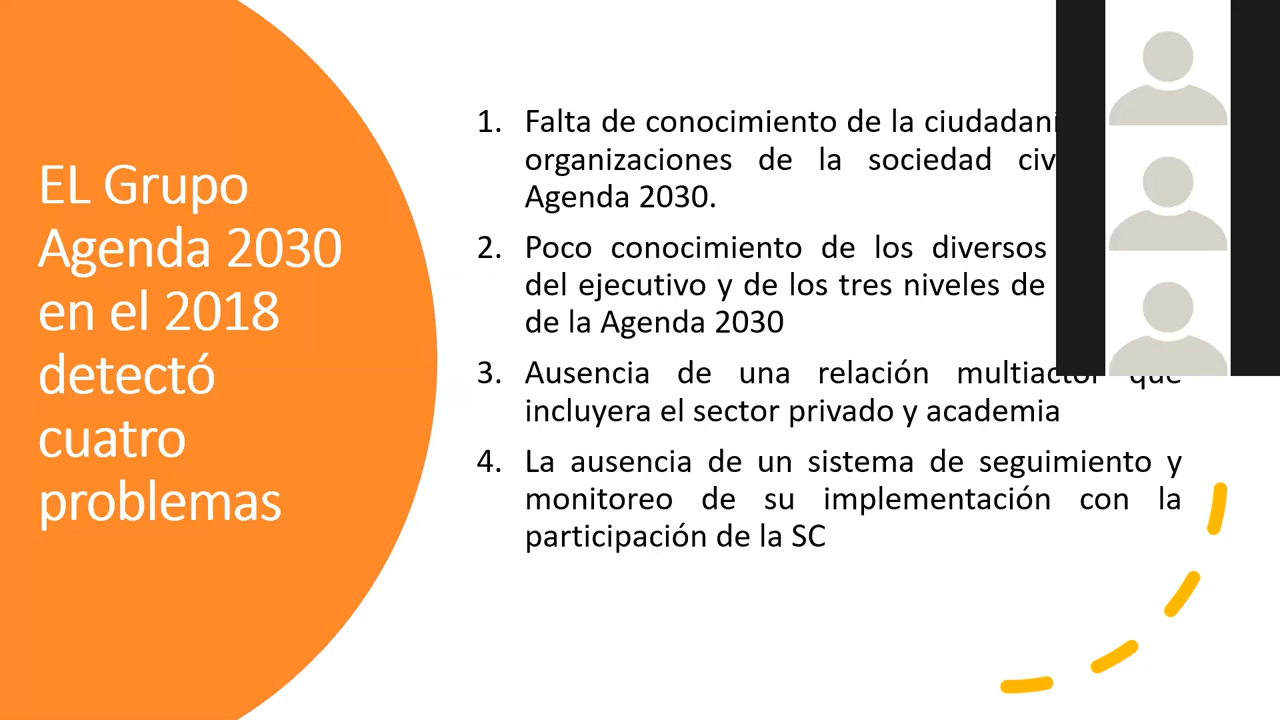 EL Grupo
Agenda 2030
en el 2018
detectó
cuatro
problemas
1. Falta de conocimiento de la
organizaciones de la sociedad
Agenda 2030.
2. Poco conocimiento de los diversos
del ejecutivo y de los tres niveles de
de la Agenda 2030
3. Ausencia de una relación multiactor que
incluyera el sector privado y academia
4. La ausencia de un sistema de seguimiento y
monitoreo de su implementación con la
participación de la SC